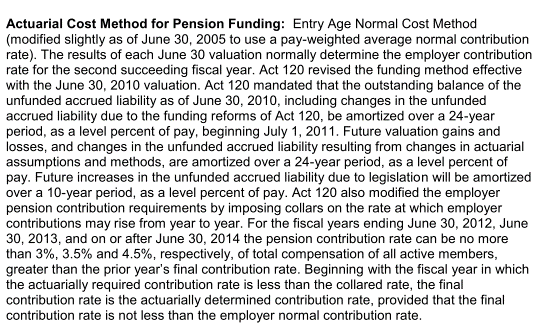 Actuarial Cost Method for Pension Funding:  Entry Age Normal Cost Method
(modified slightly as of June 30, 2005 to use a pay-weighted average normal contribution
rate). The results of each June 30 valuation normally determine the employer contribution
rate for the second succeeding fiscal year. Act 120 revised the funding method effective
with the June 30, 2010 valuation. Act 120 mandated that the outstanding balance of the
unfunded accrued liability as of June 30, 2010, including changes in the unfunded
accrued liability due to the funding reforms of Act 120, be amortized over a 24-year
period, as a level percent of pay, beginning July 1, 2011. Future valuation gains and
losses, and changes in the unfunded accrued liability resulting from changes in actuarial
assumptions and methods, are amortized over a 24-year period, as a level percent of
pay. Future increases in the unfunded accrued liability due to legislation will be amortized
over a 10-year period, as a level percent of pay. Act 120 also modified the employer
pension contribution requirements by imposing collars on the rate at which employer
contributions may rise from year to year. For the fiscal years ending June 30, 2012, June
30, 2013, and on or after June 30, 2014 the pension contribution rate can be no more
than 3%, 3.5% and 4.5%, respectively, of total compensation of all active members,
greater than the prior year's final contribution rate. Beginning with the fiscal year in which
the actuarially required contribution rate is less than the collared rate, the final
contribution rate is the actuarially determined contribution rate, provided that the final
contribution rate is not less than the employer normal contribution rate.